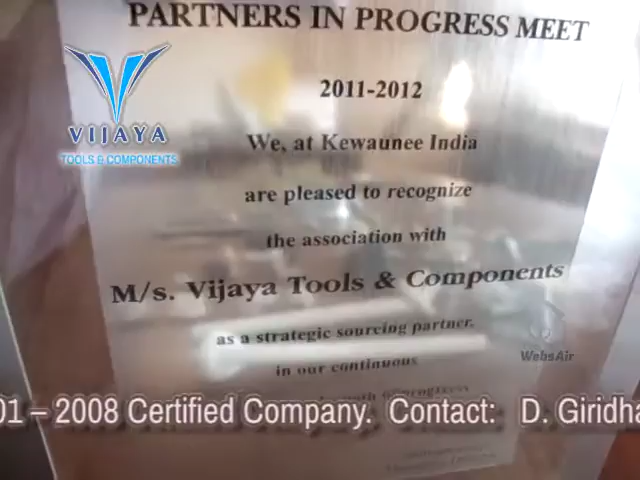 PARTNERS IN PROGRESS MEET
2011-2012
VIJAYA
TOOLS & COMPONENTS
We, at Kewaunee India
are pleased to recognize
the association with
M/s. Vijaya Tools & Components
as a strategic sourcing partner.
in our continuous
WebsAir
01 – 2008 Certified Company. Contact: D. Giridha